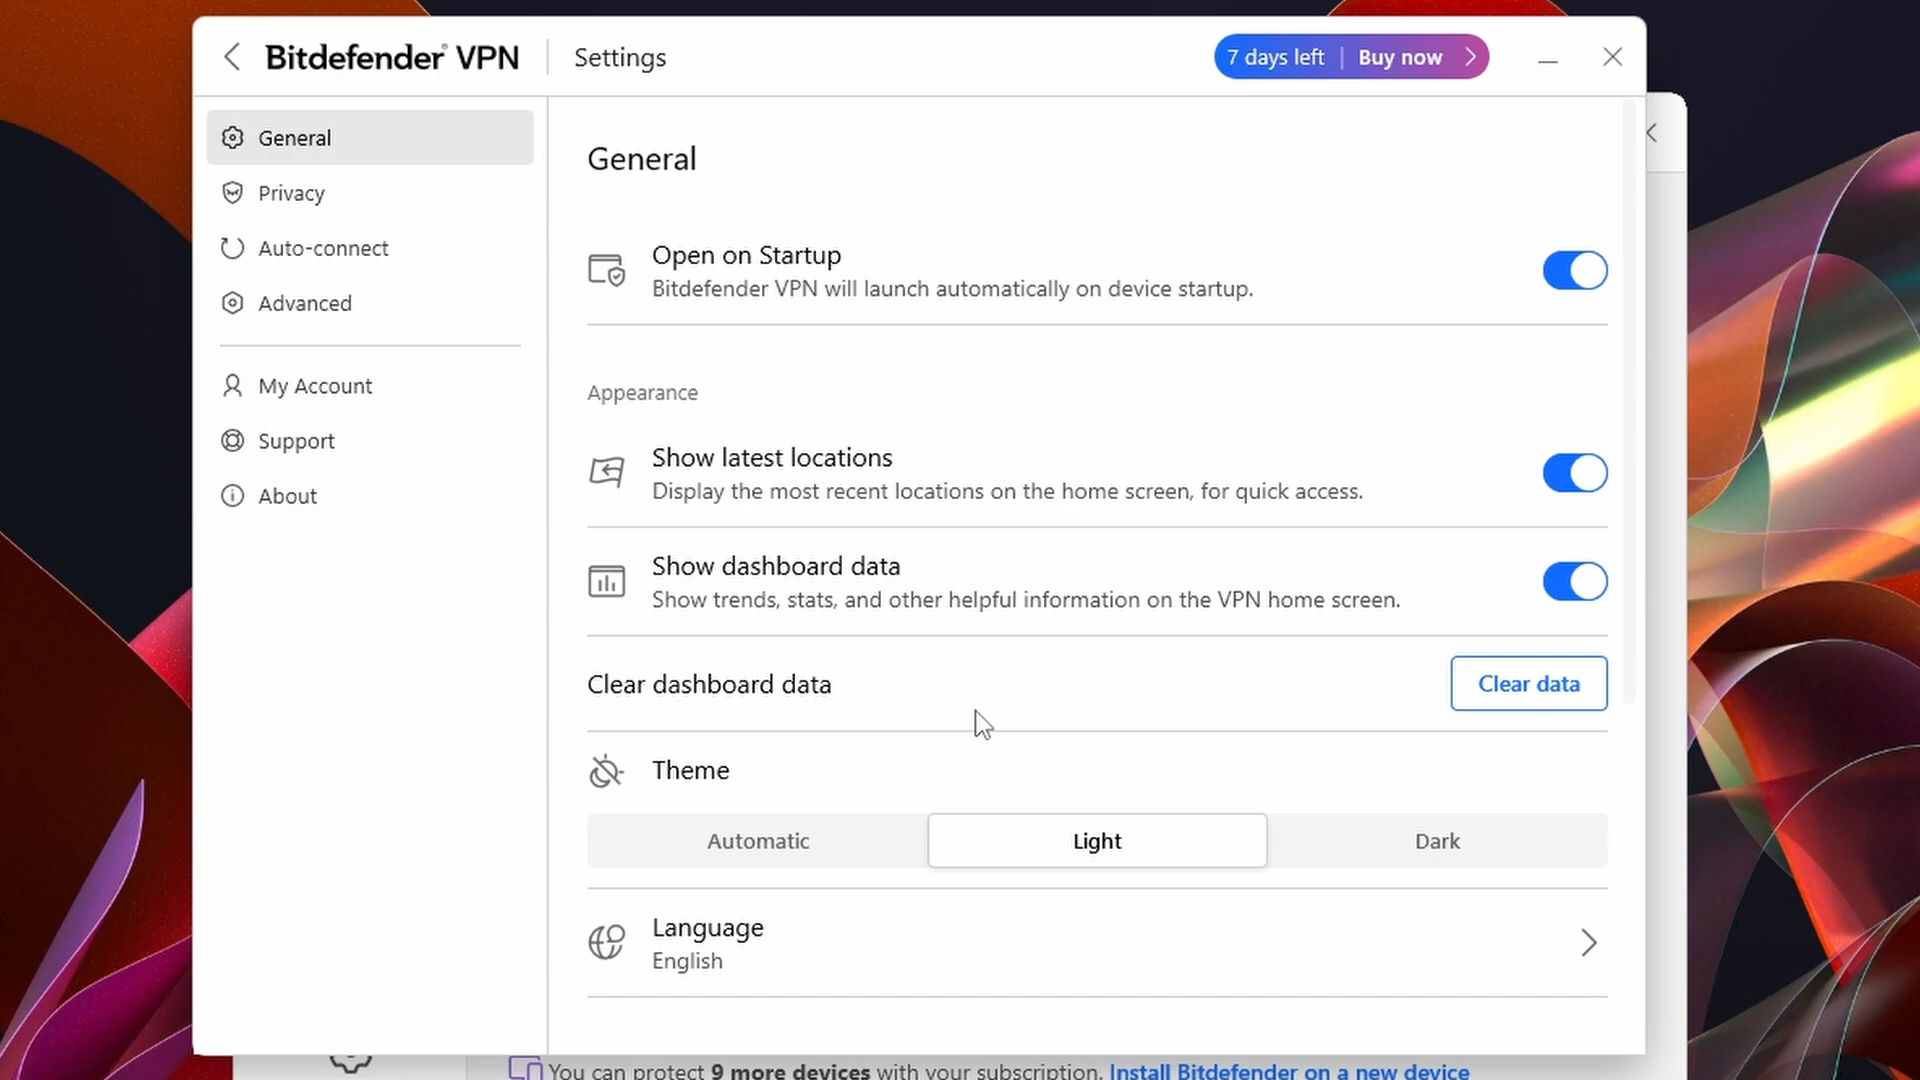 Bitdefender VPN
Settings
7 days left | Buy now
General
Privacy
Auto-connect
Advanced
My Account
Support
About
General
Open on Startup
Bitdefender VPN will launch automatically on device startup.
Appearance
Show latest locations
Display the most recent locations on the home screen, for quick access.
Show dashboard data
Show trends, stats, and other helpful information on the VPN home screen.
Clear dashboard data
Clear data
Theme
Automatic
Light
Dark
Language
English
You can protect 9 more devices with your subscription. Install Bitdefender on a new device